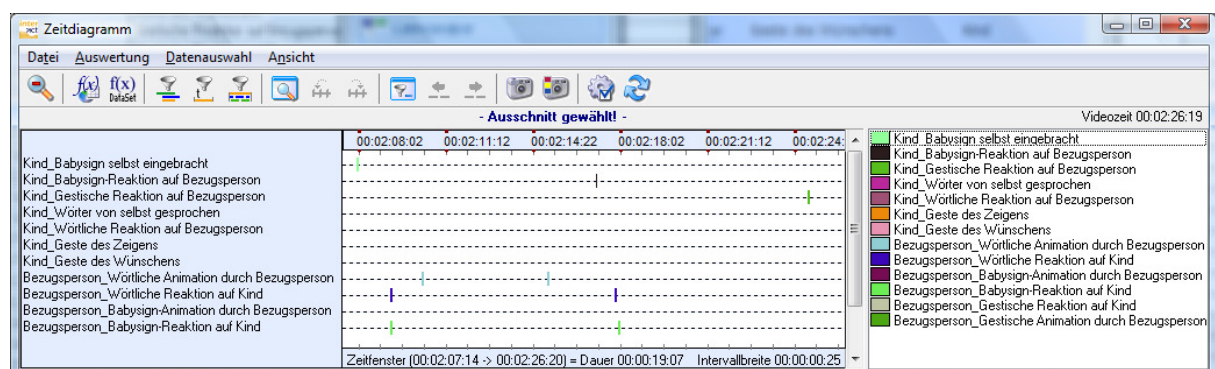 inter
act Zeitdiagramm
Datei Auswertung Datenauswahl Ansicht
f(x) f(x)
DataSet
- Ausschnitt gewählt! -
Videozeit 00:02:26:19
00:02:08:02 00:02:11:12 00:02:14:22 00:02:18:02 00:02:21:12 00:02:24:
Kind_Babysign selbst eingebracht
Kind_Babysign-Reaktion auf Bezugsperson
Kind_Gestische Reaktion auf Bezugsperson
Kind_Wörter von selbst gesprochen
Kind_Wörtliche Reaktion auf Bezugsperson
Kind_Geste des Zeigens
Kind_Geste des Wünschens
Bezugsperson_Wörtliche Animation durch Bezugsperson
Bezugsperson_Wörtliche Reaktion auf Kind
Bezugsperson_Babysign-Animation durch Bezugsperson
Bezugsperson_Babysign-Reaktion auf Kind
Zeitfenster (00:02:07:14 -> 00:02:26:20) = Dauer 00:00:19:07 Intervallbreite 00:00:00:25
Kind_Babysign selbst eingebracht
Kind_Babysign-Reaktion auf Bezugsperson
Kind_Gestische Reaktion auf Bezugsperson
Kind_Wörter von selbst gesprochen
Kind_Wörtliche Reaktion auf Bezugsperson
Kind_Geste des Zeigens
Kind_Geste des Wünschens
Bezugsperson_Wörtliche Animation durch Bezugsperson
Bezugsperson_Wörtliche Reaktion auf Kind
Bezugsperson_Babysign-Animation durch Bezugsperson
Bezugsperson_Babysign-Reaktion auf Kind
Bezugsperson_Gestische Reaktion auf Kind
Bezugsperson_Gestische Animation durch Bezugsperson